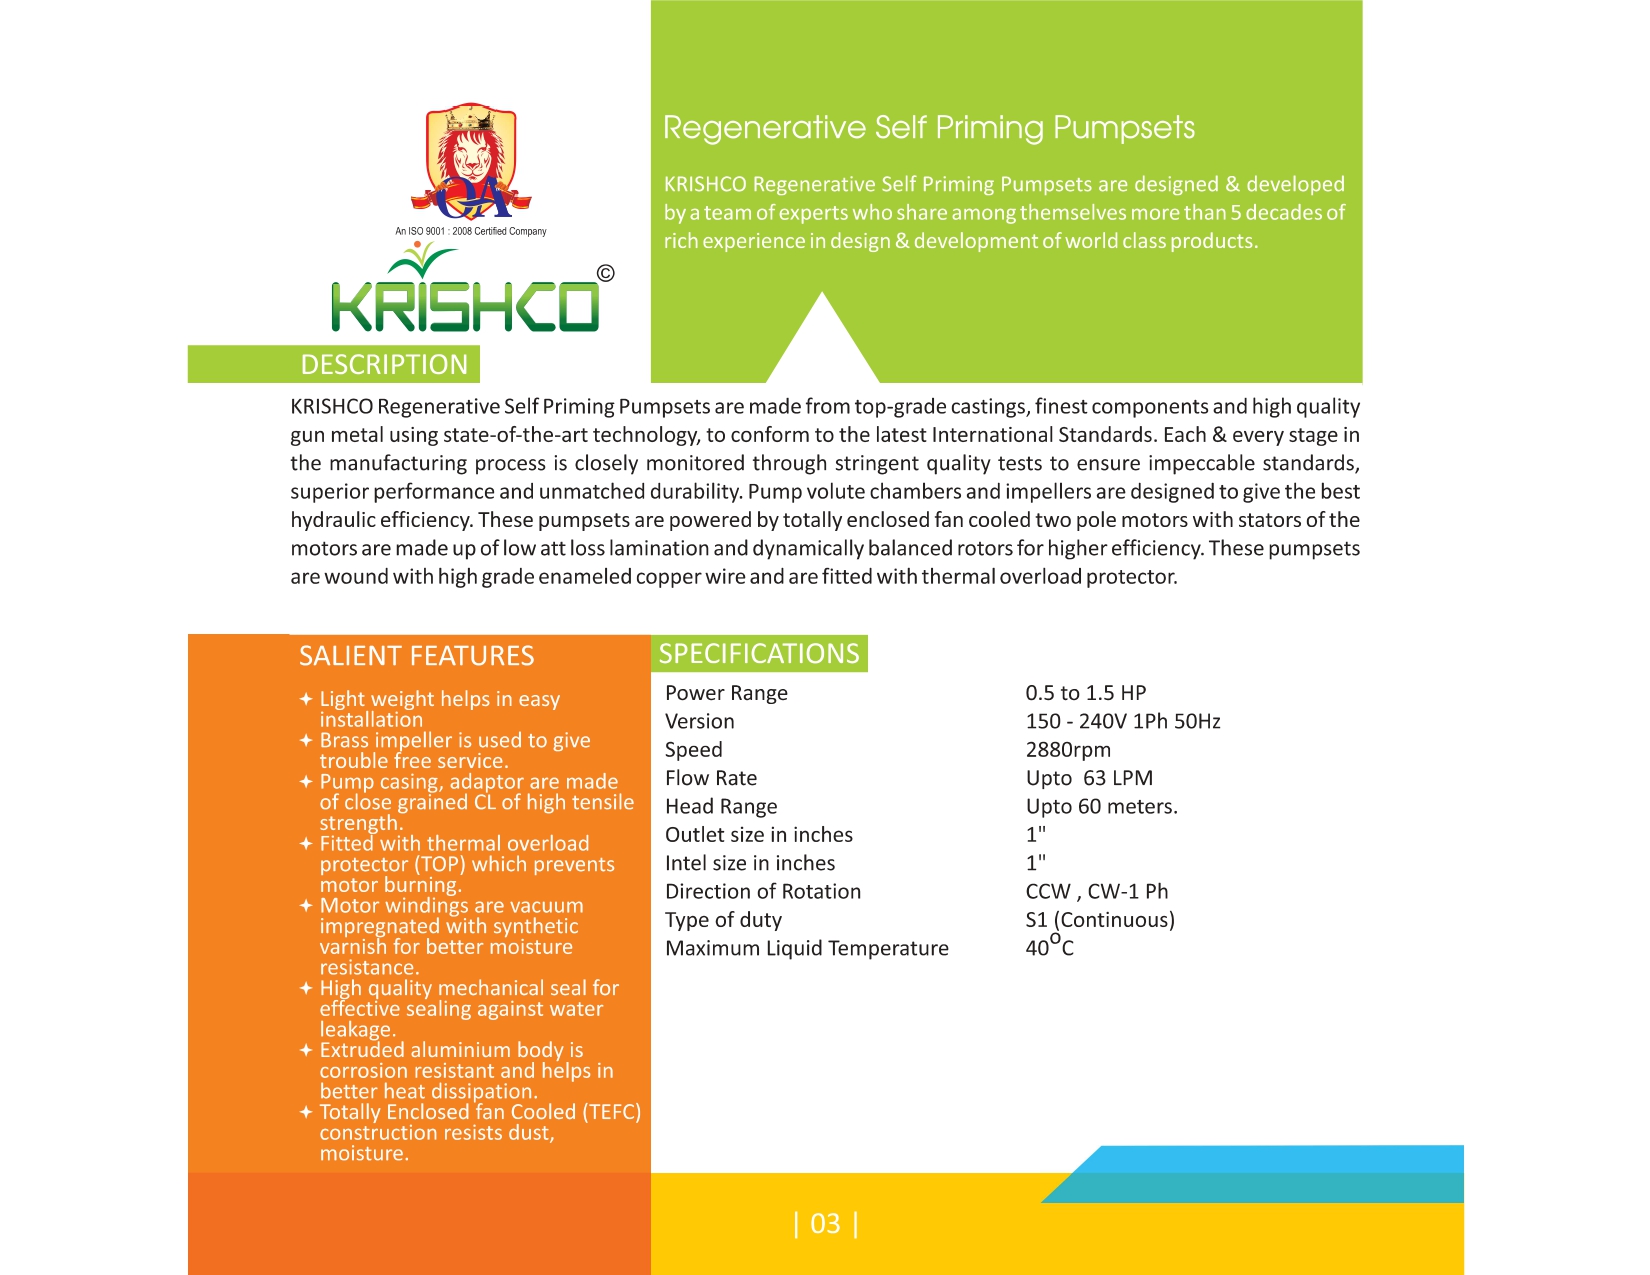 QA
An ISO 9001 : 2008 Certified Company
KRISHCO©
Regenerative Self Priming Pumpsets
KRISHCO Regenerative Self Priming Pumpsets are designed & developed
by a team of experts who share among themselves more than 5 decades of
rich experience in design & development of world class products.
DESCRIPTION
KRISHCO Regenerative Self Priming Pumpsets are made from top-grade castings, finest components and high quality
gun metal using state-of-the-art technology, to conform to the latest International Standards. Each & every stage in
the manufacturing process is closely monitored through stringent quality tests to ensure impeccable standards,
superior performance and unmatched durability. Pump volute chambers and impellers are designed to give the best
hydraulic efficiency. These pumpsets are powered by totally enclosed fan cooled two pole motors with stators of the
motors are made up of low att loss lamination and dynamically balanced rotors for higher efficiency. These pumpsets
are wound with high grade enameled copper wire and are fitted with thermal overload protector.
SALIENT FEATURES
Light weight helps in easy
installation
Brass impeller is used to give
trouble free service.
Pump casing, adaptor are made
of close grained CL of high tensile
strength.
Fitted with thermal overload
protector (TOP) which prevents
motor burning.
Motor windings are vacuum
impregnated with synthetic
varnish for better moisture
resistance.
High quality mechanical seal for
effective sealing against water
leakage.
Extruded aluminium body is
corrosion resistant and helps in
better heat dissipation.
Totally Enclosed fan Cooled (TEFC)
construction resists dust,
moisture.
SPECIFICATIONS
Power Range 0.5 to 1.5 HP
Version 150 - 240V 1Ph 50Hz
Speed 2880rpm
Flow Rate Upto 63 LPM
Head Range Upto 60 meters.
Outlet size in inches 1"
Intel size in inches 1"
Direction of Rotation CCW , CW-1 Ph
Type of duty S1 (Continuous)
Maximum Liquid Temperature 40°C
| 03 |